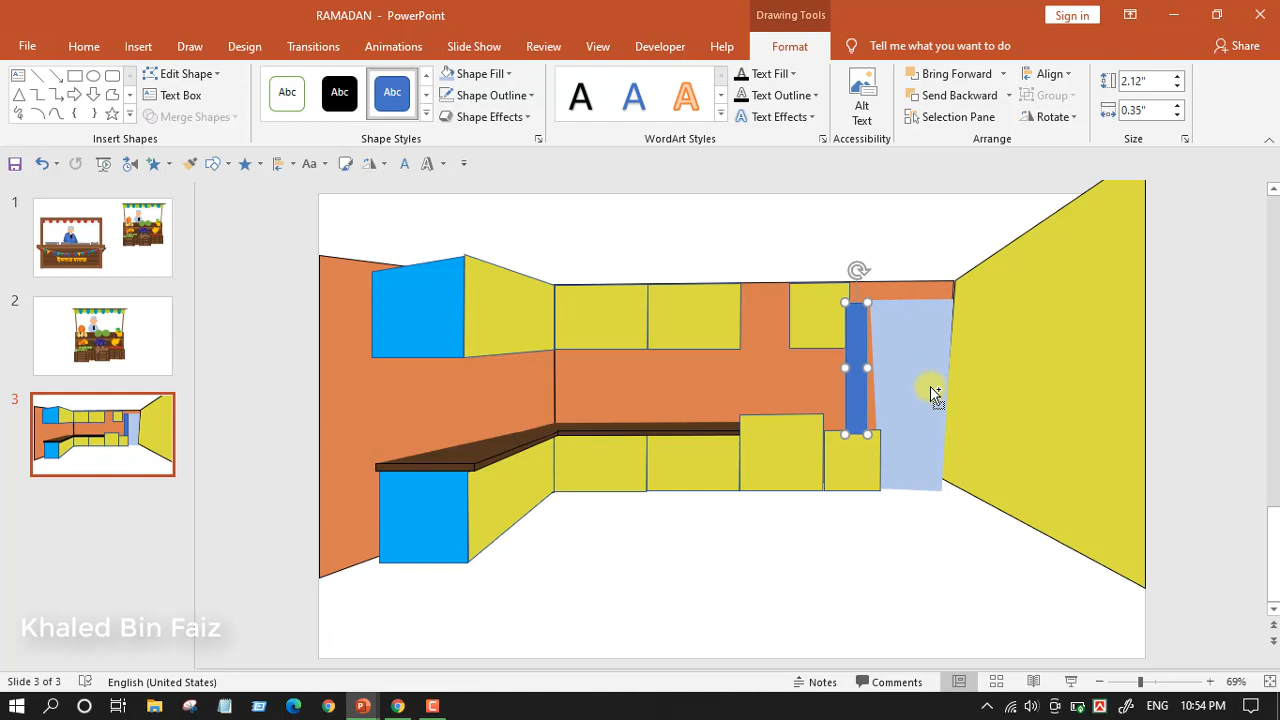 RAMADAN - PowerPoint
Drawing Tools
Sign in
File Home Insert Draw Design Transitions Animations Slide Show Review View Developer Help Format Tell me what you want to do Share
Edit Shape
Text Box
Merge Shapes
Insert Shapes
Abc Abc Abc
Shape Fill
Shape Outline
Shape Effects
Shape Styles
A A A
Text Fill
Text Outline
Text Effects
WordArt Styles
Alt
Text
Accessibility
Bring Forward
Send Backward
Selection Pane
Align
Group
Rotate
Arrange
2.12"
0.35"
Size
1
2
3
Khaled Bin Faiz
Slide 3 of 3 English (United States) Notes Comments 69%
ENG 10:54 PM